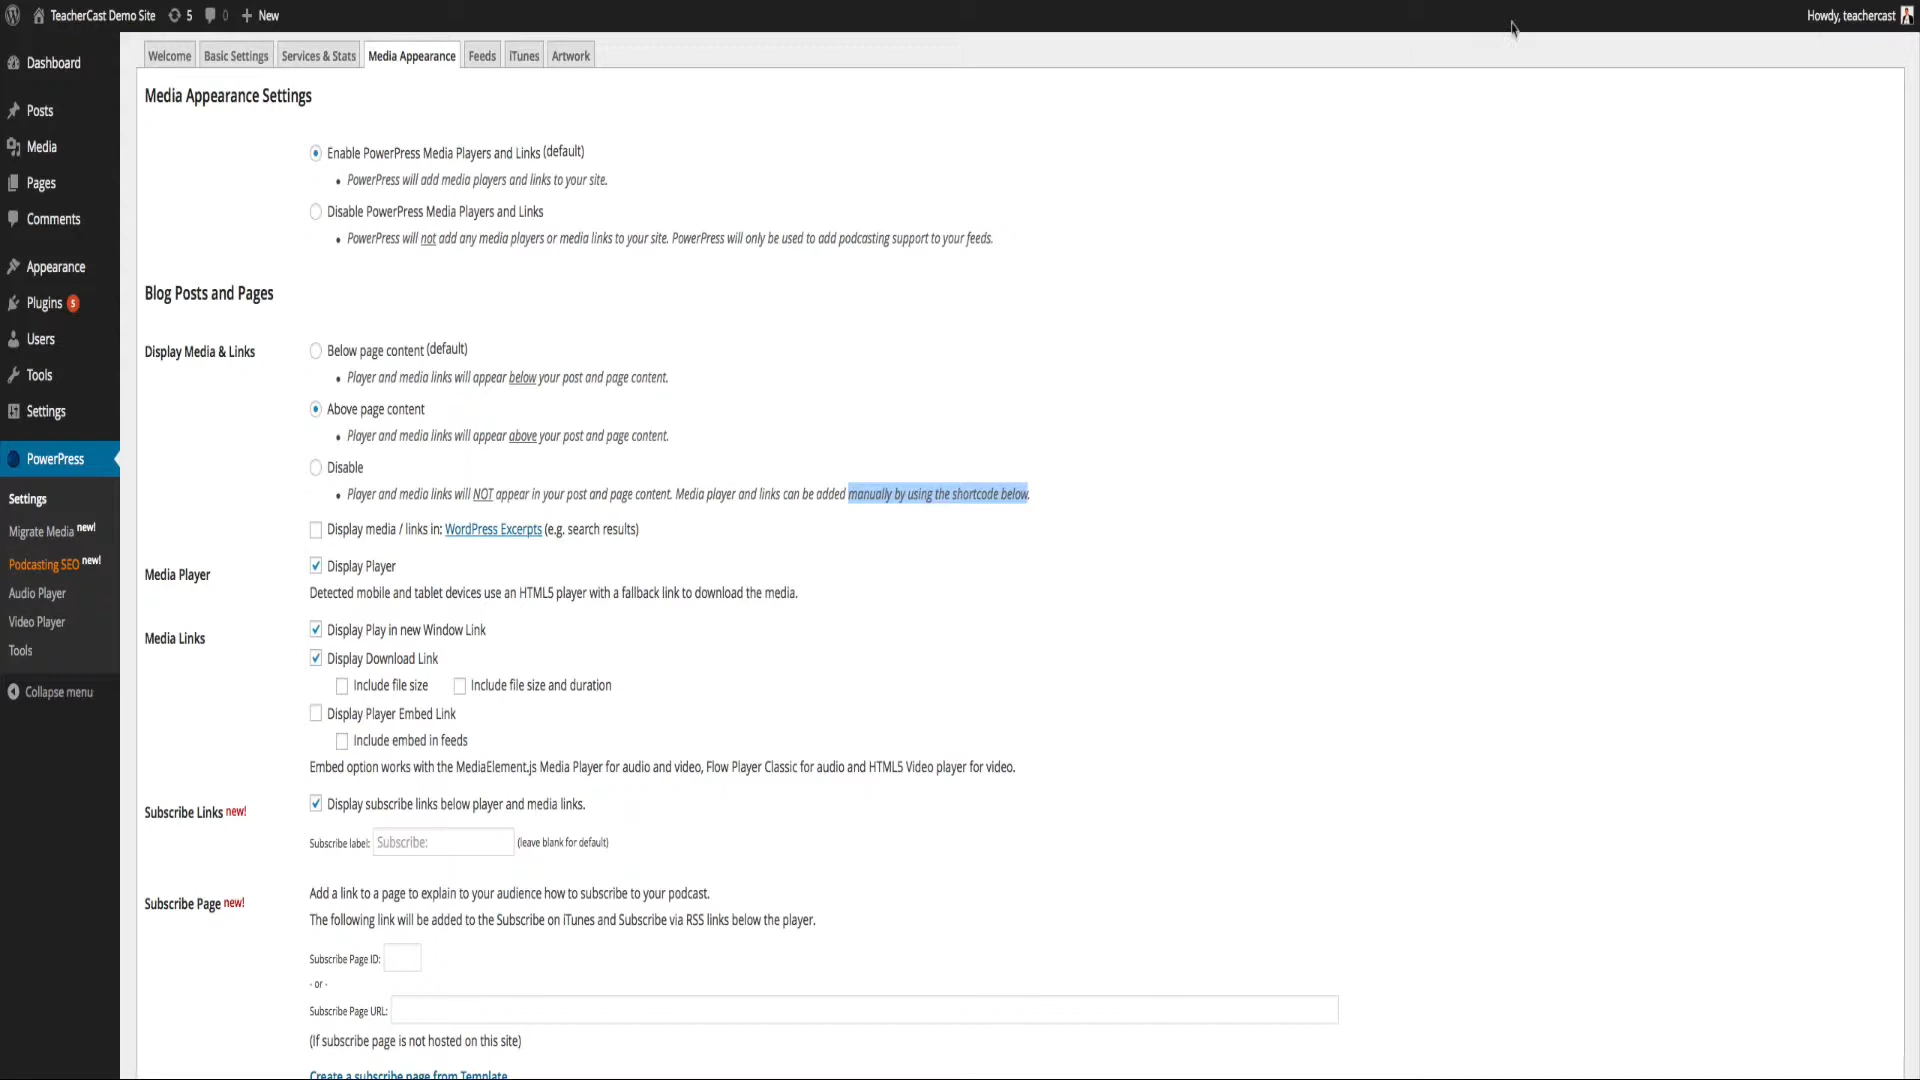 TeacherCast Demo Site 5 0 New Howdy, teachercast
Dashboard
Posts
Media
Pages
Comments
Appearance
Plugins 5
Users
Tools
Settings
PowerPress
Settings
Migrate Media new!
Podcasting SEO new!
Audio Player
Video Player
Tools
Collapse menu
Welcome Basic Settings Services & Stats Media Appearance Feeds iTunes Artwork
Media Appearance Settings
Enable PowerPress Media Players and Links (default)
• PowerPress will add media players and links to your site.
Disable PowerPress Media Players and Links
• PowerPress will not add any media players or media links to your site. PowerPress will only be used to add podcasting support to your feeds.
Blog Posts and Pages
Display Media & Links
Below page content (default)
• Player and media links will appear below your post and page content.
Above page content
• Player and media links will appear above your post and page content.
Disable
• Player and media links will NOT appear in your post and page content. Media player and links can be added manually by using the shortcode below.
Display media / links in: WordPress Excerpts (e.g. search results)
Media Player
Display Player
Detected mobile and tablet devices use an HTML5 player with a fallback link to download the media.
Media Links
Display Play in new Window Link
Display Download Link
Include file size Include file size and duration
Display Player Embed Link
Include embed in feeds
Embed option works with the MediaElement.js Media Player for audio and video, Flow Player Classic for audio and HTML5 Video player for video.
Subscribe Links new!
Display subscribe links below player and media links.
Subscribe label: Subscribe: (leave blank for default)
Subscribe Page new!
Add a link to a page to explain to your audience how to subscribe to your podcast.
The following link will be added to the Subscribe on iTunes and Subscribe via RSS links below the player.
Subscribe Page ID:
- or -
Subscribe Page URL:
(If subscribe page is not hosted on this site)
Create a subscribe page from Template